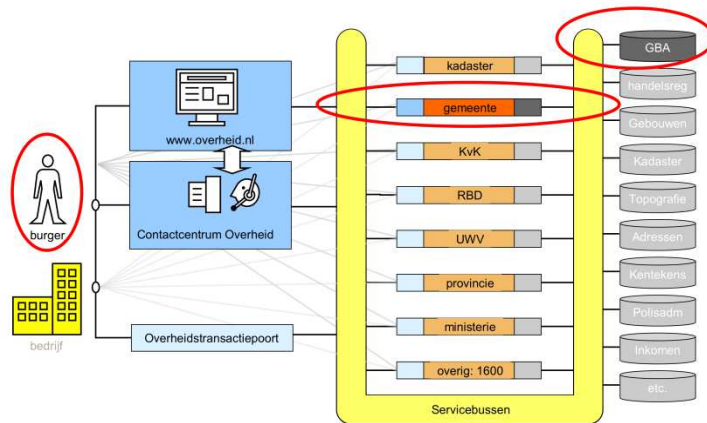 www.overheid.nl
Contactcentrum Overheid
burger
bedrijf
Overheidstransactiepoort
kadaster
gemeente
KvK
RBD
UWV
provincie
ministerie
overig: 1600
Servicebussen
GBA
handelsreg
Gebouwen
Kadaster
Topografie
Adressen
Kentekens
Polisadm
Inkomen
etc.